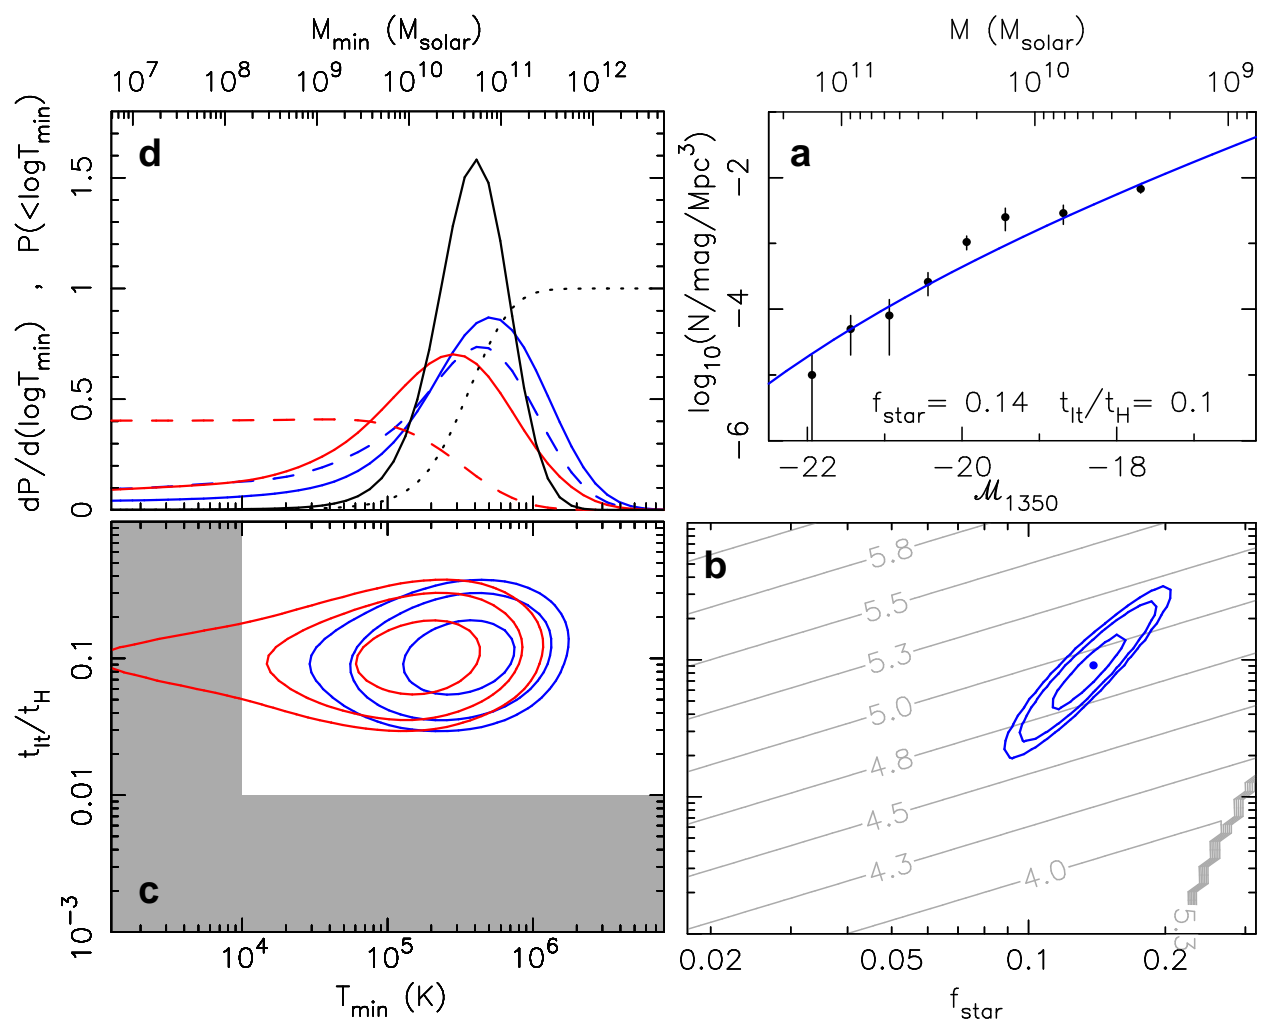 M_min (M_solar)
10^7 10^8 10^9 10^10 10^11 10^12
dP/d(logT_min) , P(<logT_min)
1.5
1
0.5
0
d
M (M_solar)
10^11 10^10 10^9
a
log_10(N/mag/Mpc^3)
−2
−4
−6
f_star= 0.14 t_lt/t_H= 0.1
−22 −20 −18
ℳ_1350
c
t_lt/t_H
0.1
0.01
10^−3
10^4 10^5 10^6
T_min (K)
b
5.8
5.5
5.3
5.0
4.8
4.5
4.3
4.0
5.3
0.02 0.05 0.1 0.2
f_star